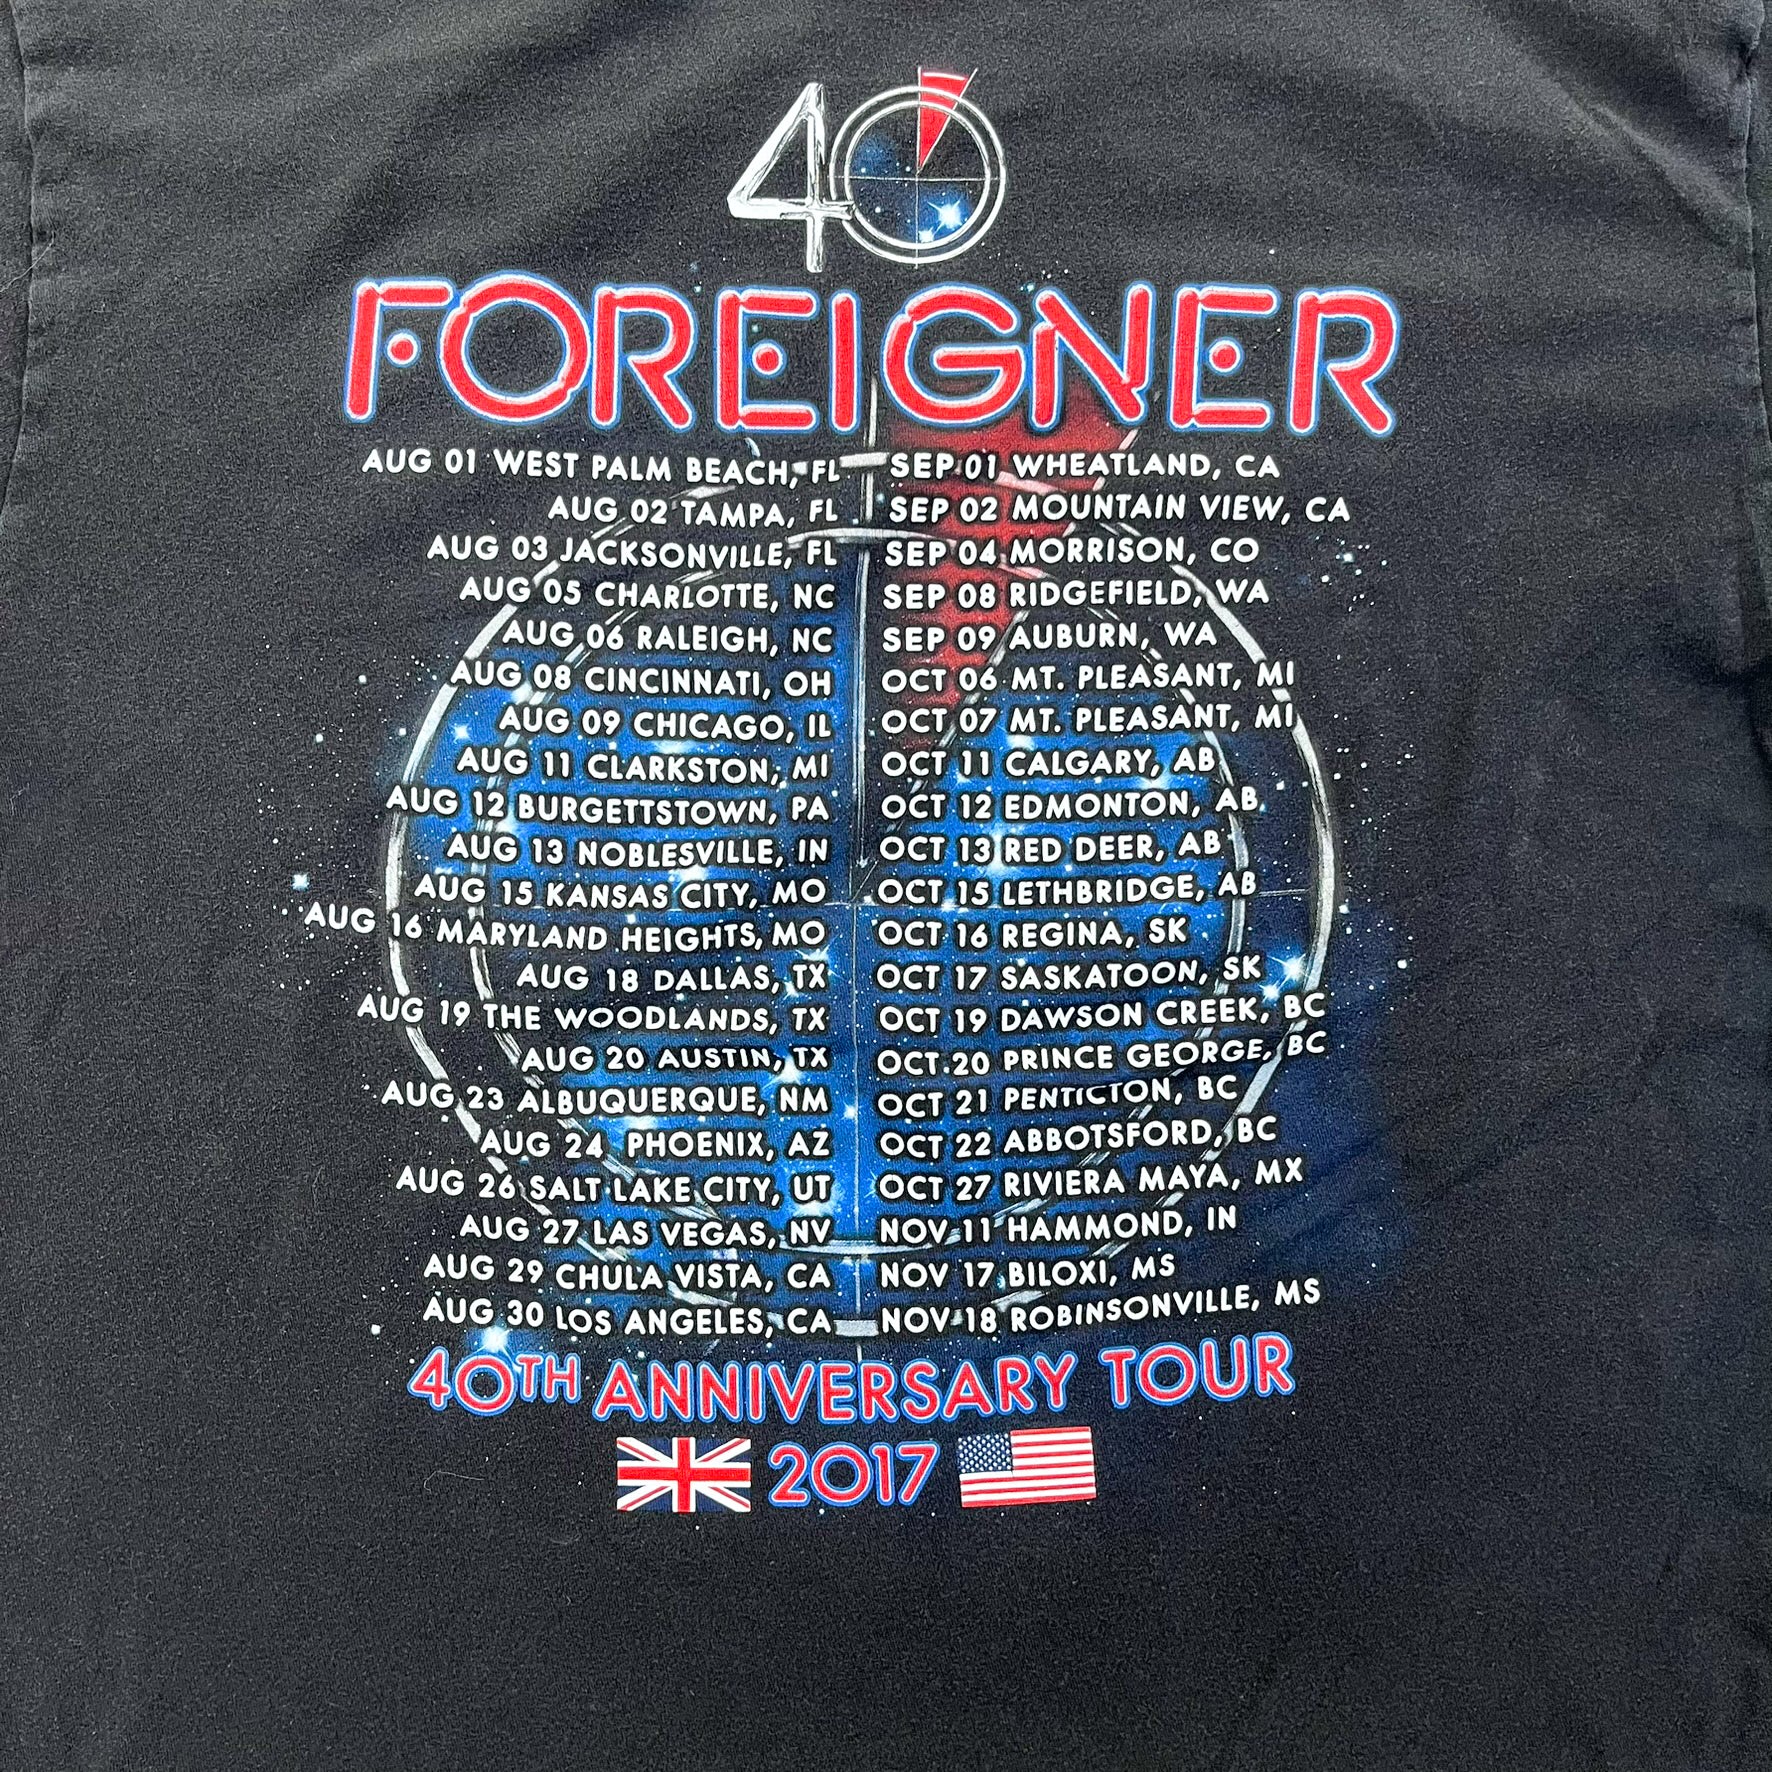 40
FOREIGNER
AUG 01 WEST PALM BEACH, FL
AUG 02 TAMPA, FL
AUG 03 JACKSONVILLE, FL
AUG 05 CHARLOTTE, NC
AUG 06 RALEIGH, NC
AUG 08 CINCINNATI, OH
AUG 09 CHICAGO, IL
AUG 11 CLARKSTON, MI
AUG 12 BURGETTSTOWN, PA
AUG 13 NOBLESVILLE, IN
AUG 15 KANSAS CITY, MO
AUG 16 MARYLAND HEIGHTS, MO
AUG 18 DALLAS, TX
AUG 19 THE WOODLANDS, TX
AUG 20 AUSTIN, TX
AUG 23 ALBUQUERQUE, NM
AUG 24 PHOENIX, AZ
AUG 26 SALT LAKE CITY, UT
AUG 27 LAS VEGAS, NV
AUG 29 CHULA VISTA, CA
AUG 30 LOS ANGELES, CA
SEP 01 WHEATLAND, CA
SEP 02 MOUNTAIN VIEW, CA
SEP 04 MORRISON, CO
SEP 08 RIDGEFIELD, WA
SEP 09 AUBURN, WA
OCT 06 MT. PLEASANT, MI
OCT 07 MT. PLEASANT, MI
OCT 11 CALGARY, AB
OCT 12 EDMONTON, AB
OCT 13 RED DEER, AB
OCT 15 LETHBRIDGE, AB
OCT 16 REGINA, SK
OCT 17 SASKATOON, SK
OCT 19 DAWSON CREEK, BC
OCT 20 PRINCE GEORGE, BC
OCT 21 PENTICTON, BC
OCT 22 ABBOTSFORD, BC
OCT 27 RIVIERA MAYA, MX
NOV 11 HAMMOND, IN
NOV 17 BILOXI, MS
NOV 18 ROBINSONVILLE, MS
40TH ANNIVERSARY TOUR
2017